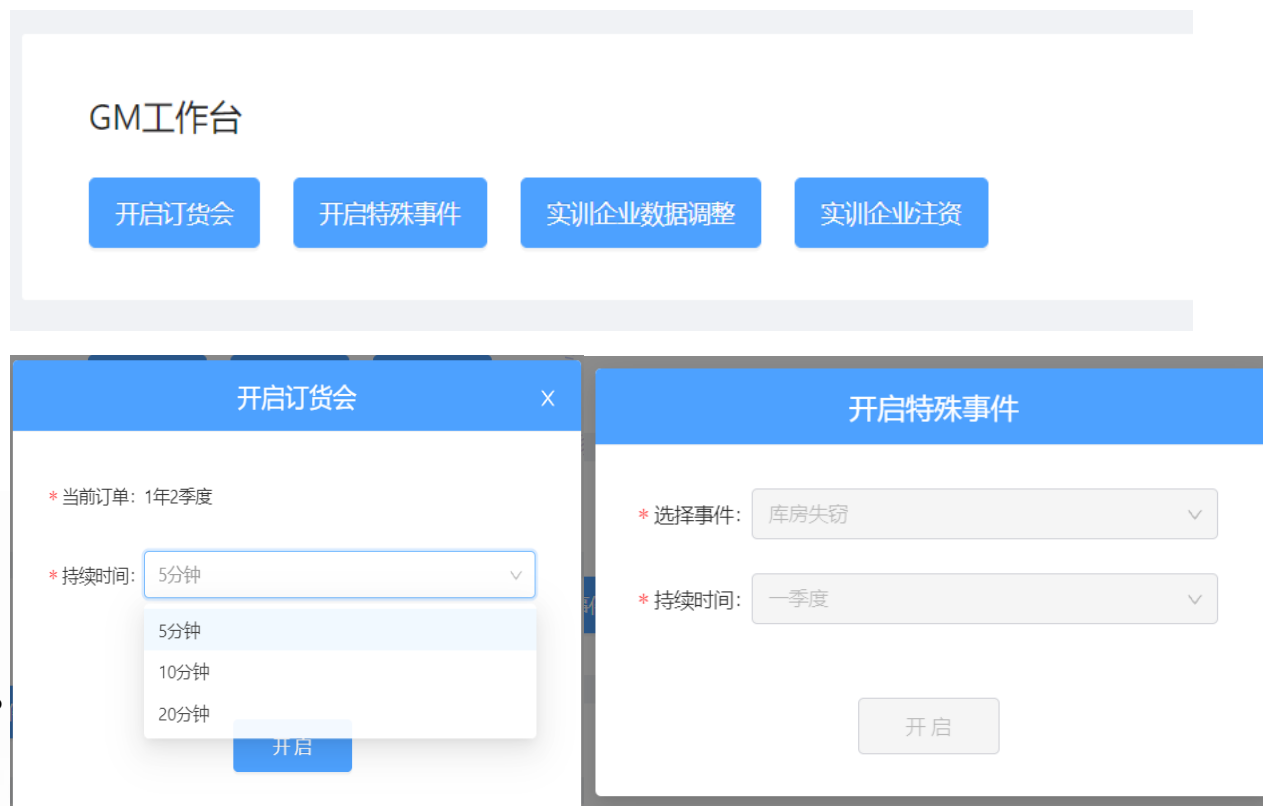 GM工作台
开启订货会
开启特殊事件
实训企业数据调整
实训企业注资
开启订货会 X
* 当前订单: 1年2季度
* 持续时间: 5分钟
5分钟
10分钟
20分钟
开启
开启特殊事件
* 选择事件: 库房失窃
* 持续时间: 一季度
开 启